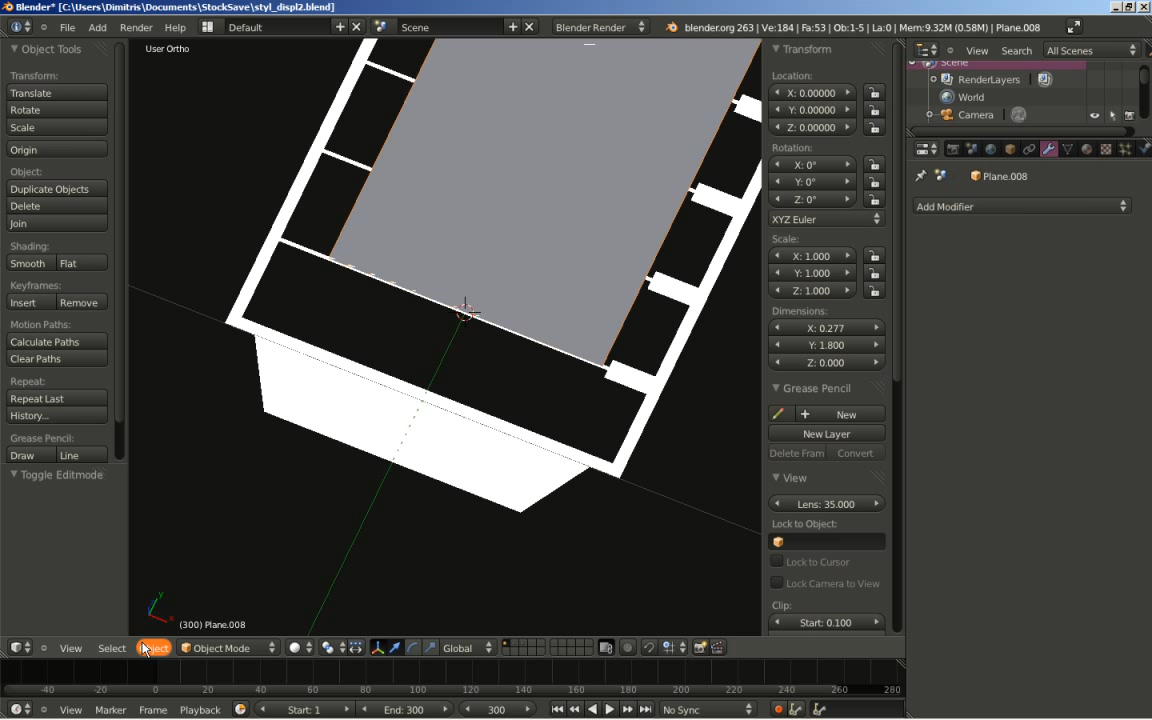 Blender* [C:\Users\Dimitris\Documents\StockSave\styl_displ2.blend]
File Add Render Help Default Scene Blender Render blender.org 263 | Ve:184 | Fa:53 | Ob:1-5 | La:0 | Mem:9.32M (0.58M) | Plane.008
Object Tools
Transform:
Translate
Rotate
Scale
Origin
Object:
Duplicate Objects
Delete
Join
Shading:
Smooth Flat
Keyframes:
Insert Remove
Motion Paths:
Calculate Paths
Clear Paths
Repeat:
Repeat Last
History...
Grease Pencil:
Draw Line
Toggle Editmode
User Ortho
y
x
(300) Plane.008
Transform
Location:
X: 0.00000
Y: 0.00000
Z: 0.00000
Rotation:
X: 0°
Y: 0°
Z: 0°
XYZ Euler
Scale:
X: 1.000
Y: 1.000
Z: 1.000
Dimensions:
X: 0.277
Y: 1.800
Z: 0.000
Grease Pencil
New
New Layer
Delete Fram Convert
View
Lens: 35.000
Lock to Object:
Lock to Cursor
Lock Camera to View
Clip:
Start: 0.100
View Search All Scenes
Scene
RenderLayers
World
Camera
Plane.008
Add Modifier
View Select Object Object Mode Global
-40 -20 0 20 40 60 80 100 120 140 160 180 200 220 240 260 280
View Marker Frame Playback Start: 1 End: 300 300 No Sync